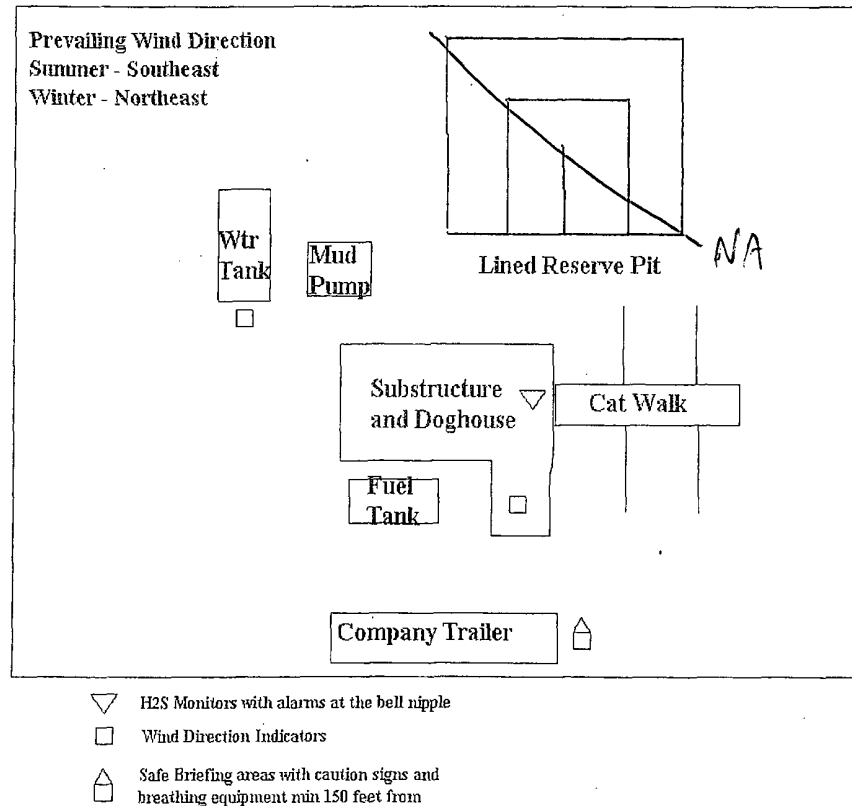 Prevailing Wind Direction
Summer - Southeast
Winter - Northeast
Wtr
Tank
Mud
Pump
Lined Reserve Pit
NA
Substructure
and Doghouse
Cat Walk
Fuel
Tank
Company Trailer
H2S Monitors with alarms at the bell nipple
Wind Direction Indicators
Safe Briefing areas with caution signs and
breathing equipment min 150 feet from